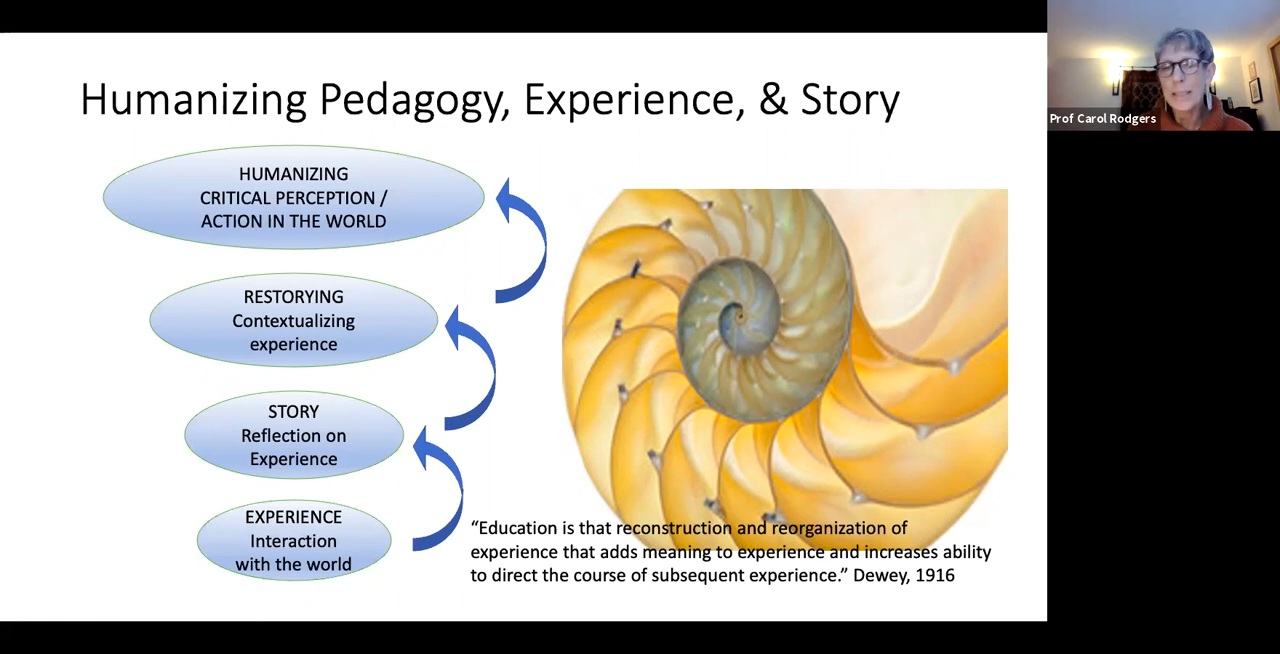 Humanizing Pedagogy, Experience, & Story
HUMANIZING
CRITICAL PERCEPTION /
ACTION IN THE WORLD
RESTORYING
Contextualizing
experience
STORY
Reflection on
Experience
EXPERIENCE
Interaction
with the world
“Education is that reconstruction and reorganization of
experience that adds meaning to experience and increases ability
to direct the course of subsequent experience.” Dewey, 1916
Prof Carol Rodgers